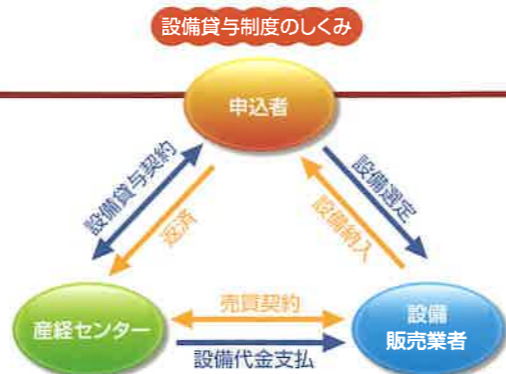 設備貸与制度のしくみ
申込者
設備貸与契約
返済
設備選定
設備納入
産経センター
売買契約
設備代金支払
設備
販売業者